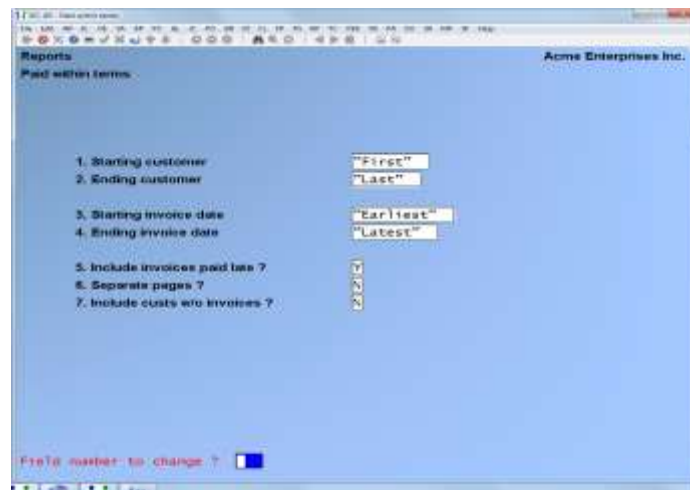 Reports
Acme Enterprises Inc.
Paid within terms
1. Starting customer "First"
2. Ending customer "Last"
3. Starting invoice date "Earliest"
4. Ending invoice date "Latest"
5. Include invoices paid late ? Y
6. Separate pages ? N
7. Include custs w/o invoices ? N
Field number to change ?